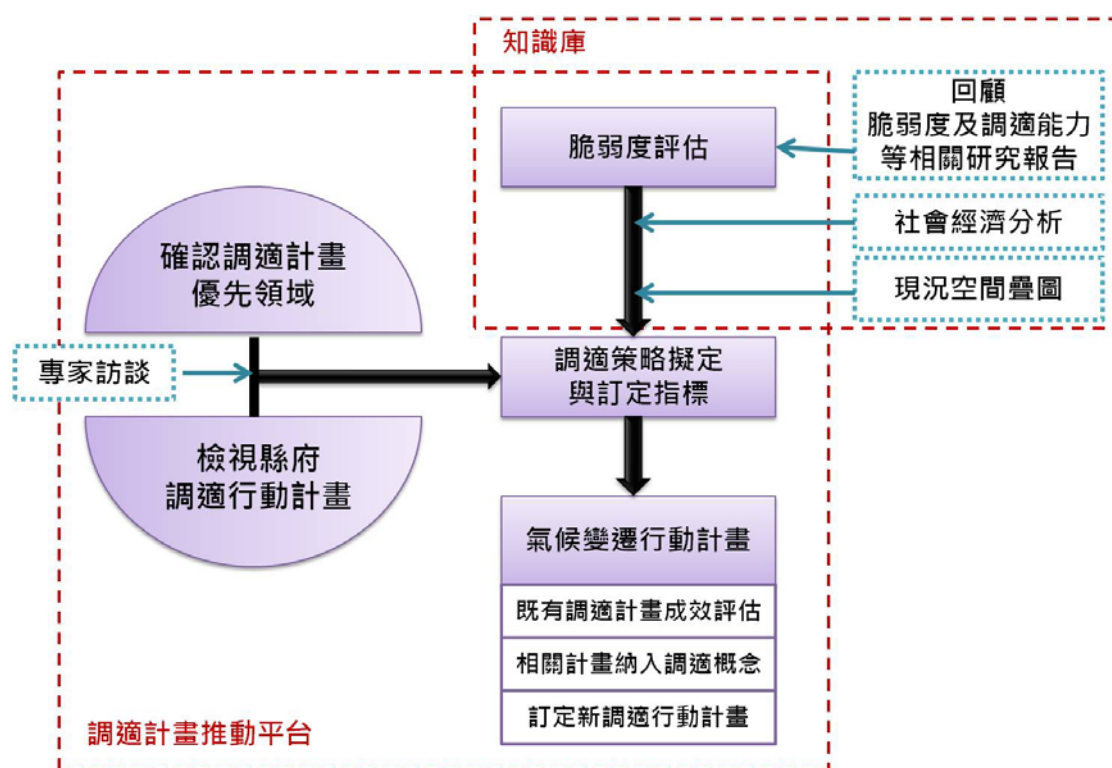 知識庫
回顧
脆弱度及調適能力
等相關研究報告
脆弱度評估
社會經濟分析
現況空間疊圖
確認調適計畫
優先領域
專家訪談
調適策略擬定
與訂定指標
檢視縣府
調適行動計畫
氣候變遷行動計畫
既有調適計畫成效評估
相關計畫納入調適概念
訂定新調適行動計畫
調適計畫推動平台